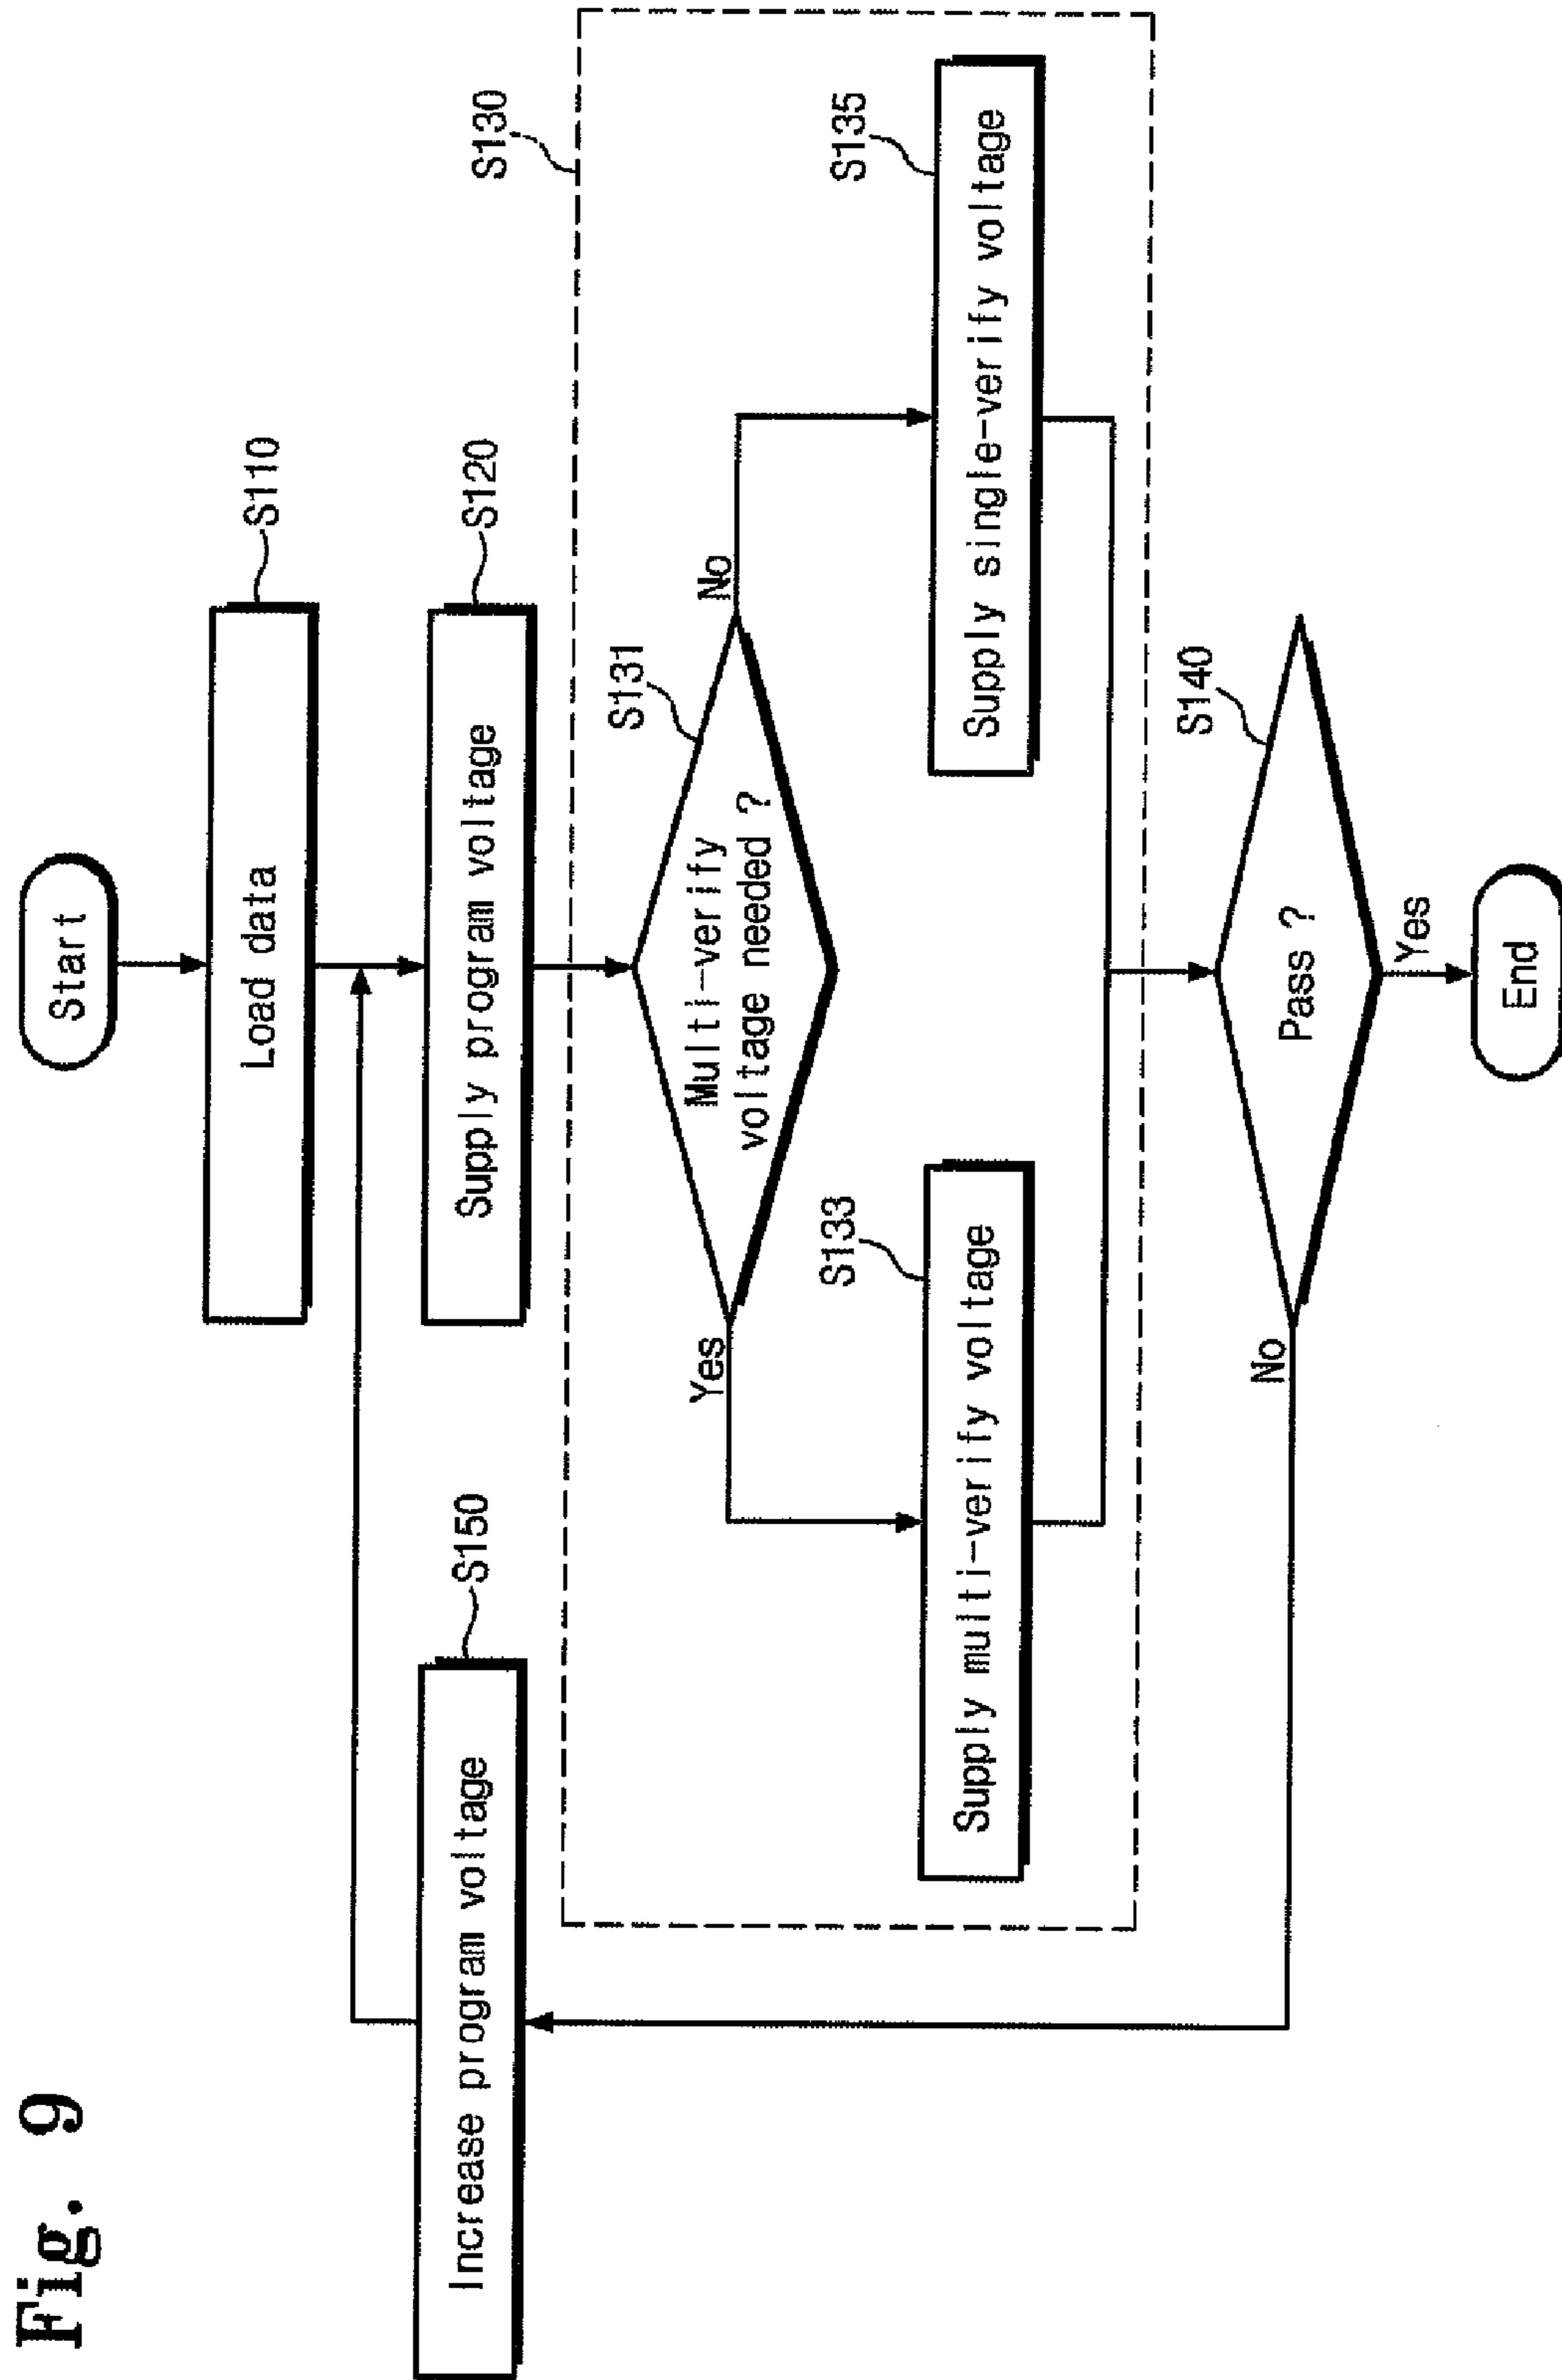 Fig. 9
Start
Load data
S110
Increase program voltage
S150
Supply program voltage
S120
S130
Multi-verify
voltage needed ?
S131
Yes
No
Supply multi-verify voltage
S133
Supply single-verify voltage
S135
Pass ?
S140
No
Yes
End